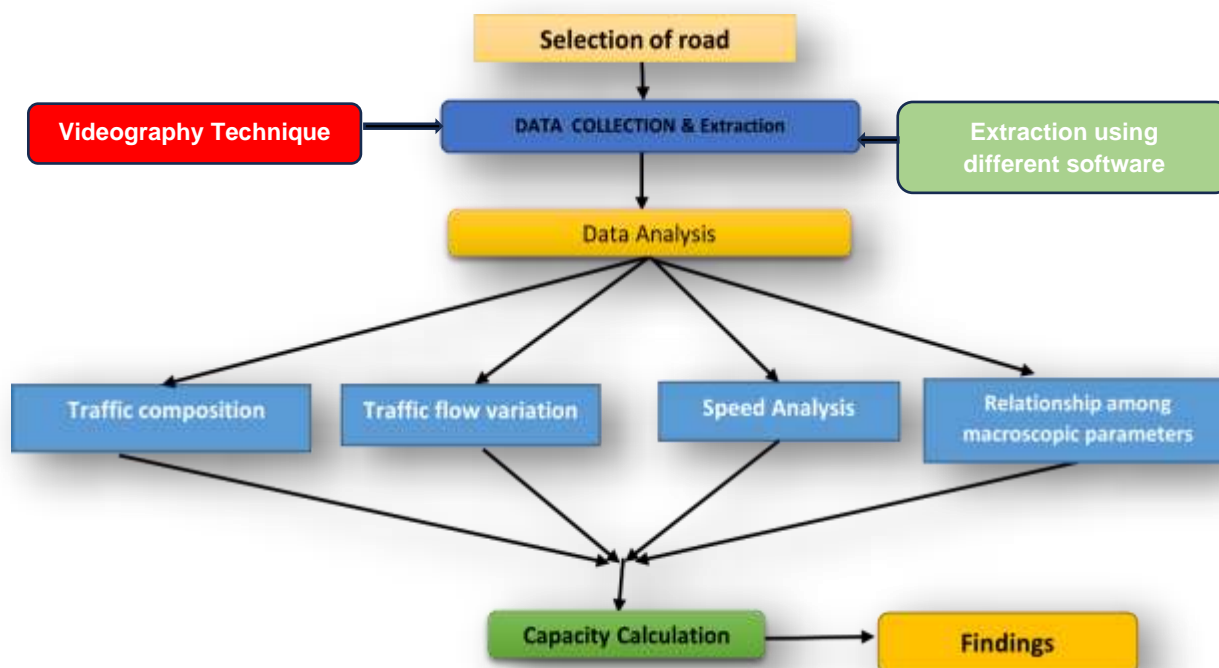 Selection of road
Videography Technique
DATA COLLECTION & Extraction
Extraction using
different software
Data Analysis
Traffic composition
Traffic flow variation
Speed Analysis
Relationship among
macroscopic parameters
Capacity Calculation
Findings